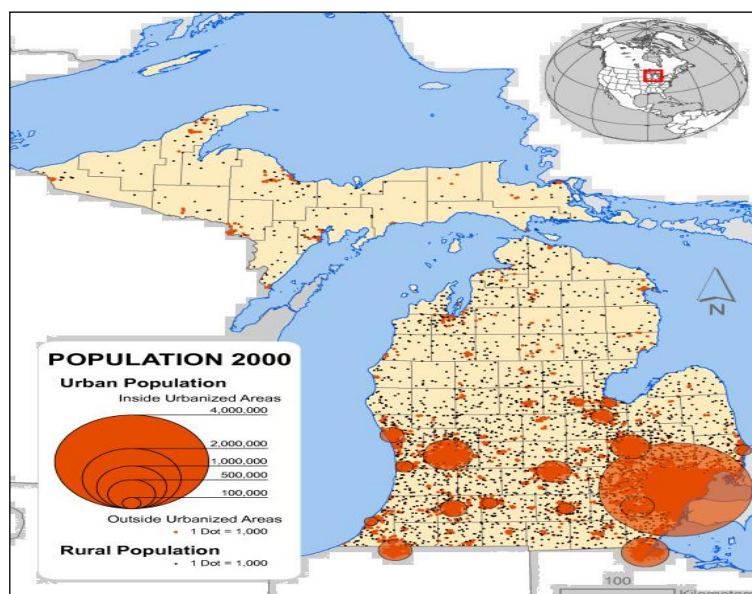 N
POPULATION 2000
Urban Population
Inside Urbanized Areas
4,000,000
2,000,000
1,000,000
500,000
100,000
Outside Urbanized Areas
1 Dot = 1,000
Rural Population
1 Dot = 1,000
100